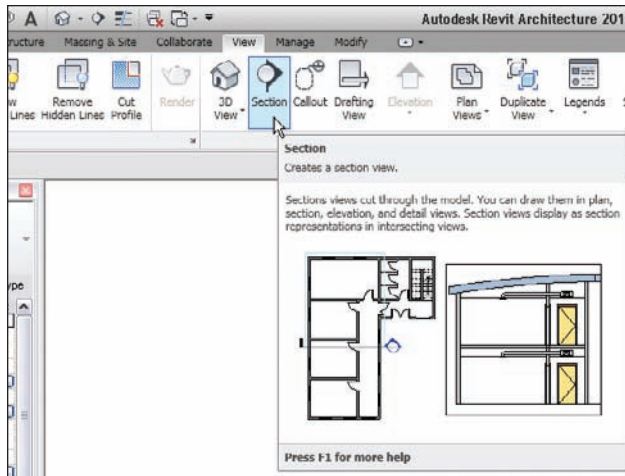 A
Autodesk Revit Architecture 201
ructure Massing & Site Collaborate View Manage Modify
w Lines
Remove Hidden Lines
Cut Profile
Render
3D View
Section
Callout
Drafting View
Elevation
Plan Views
Duplicate View
Legends
Section
Creates a section view.
Sections views cut through the model. You can draw them in plan,
section, elevation, and detail views. Section views display as section
representations in intersecting views.
ype
Press F1 for more help